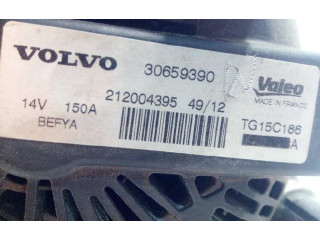 VOLVO 30659390 Valeo
MADE IN FRANCE
14V 150A 212004395 49/12
BEFYA TG15C186